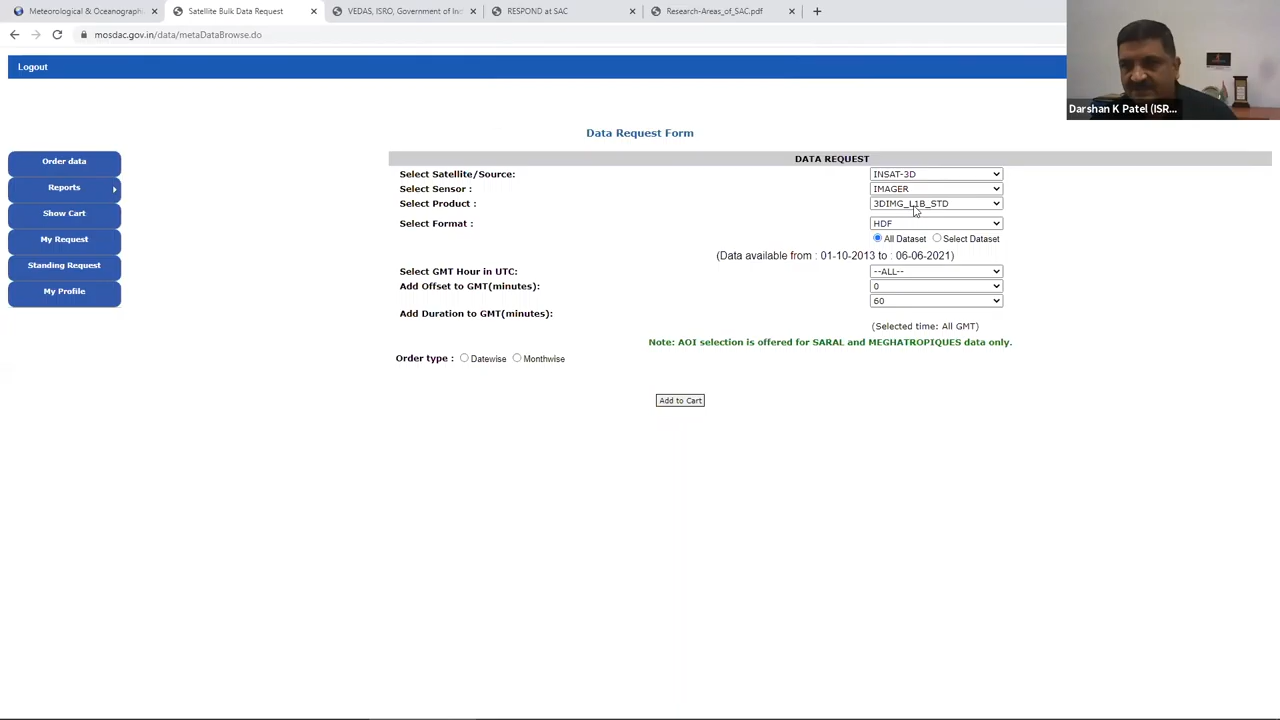 Meteorological & Oceanographi
Satellite Bulk Data Request
VEDAS, ISRO, Government of In
RESPOND at SAC
Research-Areas_of_SAC.pdf
mosdac.gov.in/data/metaDataBrowse.do
Logout
Darshan K Patel (ISR...
Data Request Form
Order data
Reports
Show Cart
My Request
Standing Request
My Profile
DATA REQUEST
Select Satellite/Source: INSAT-3D
Select Sensor : IMAGER
Select Product : 3DIMG_L1B_STD
Select Format : HDF
All Dataset Select Dataset
(Data available from : 01-10-2013 to : 06-06-2021)
Select GMT Hour in UTC: --ALL--
Add Offset to GMT(minutes): 0
Add Duration to GMT(minutes): 60
(Selected time: All GMT)
Note: AOI selection is offered for SARAL and MEGHATROPIQUES data only.
Order type : Datewise Monthwise
Add to Cart